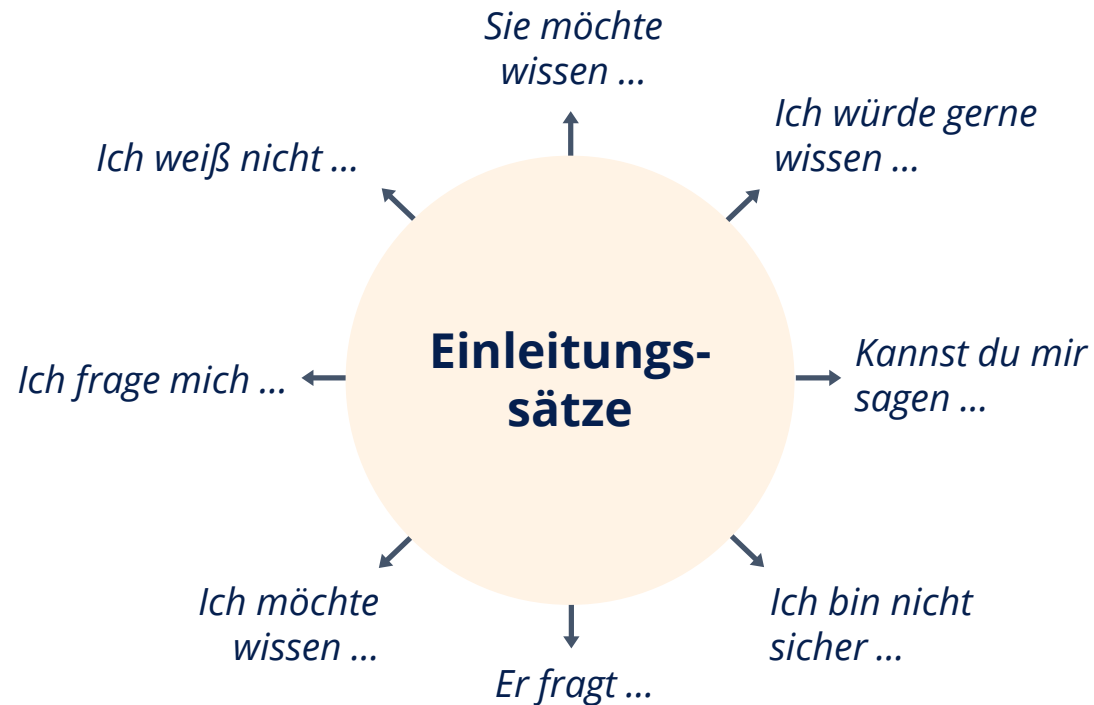 Sie möchte
wissen ...
Ich würde gerne
wissen ...
Ich weiß nicht ...
Einleitungs-
sätze
Kannst du mir
sagen ...
Ich frage mich ...
Ich möchte
wissen ...
Ich bin nicht
sicher ...
Er fragt ...